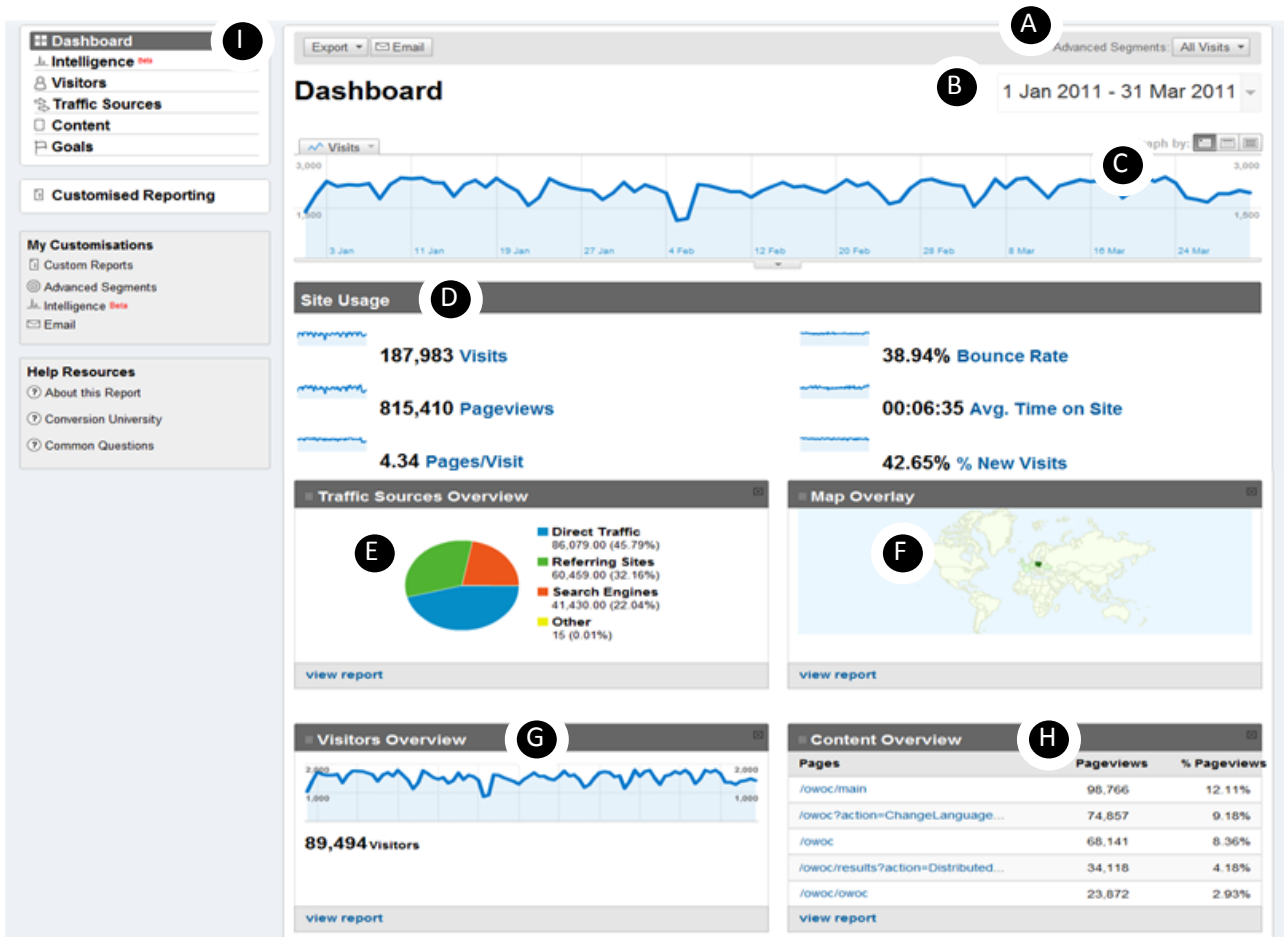 Dashboard
I
Intelligence Beta
Visitors
Traffic Sources
Content
Goals
Customised Reporting
My Customisations
Custom Reports
Advanced Segments
Intelligence Beta
Email
Help Resources
About this Report
Conversion University
Common Questions
A
Export Email Advanced Segments: All Visits
Dashboard
B
1 Jan 2011 - 31 Mar 2011
Visits
by:
C
3,000 3,000
1,500 1,500
3 Jan 11 Jan 19 Jan 27 Jan 4 Feb 12 Feb 20 Feb 28 Feb 8 Mar 16 Mar 24 Mar
Site Usage D
187,983 Visits 38.94% Bounce Rate
815,410 Pageviews 00:06:35 Avg. Time on Site
4.34 Pages/Visit 42.65% % New Visits
Traffic Sources Overview
E
Direct Traffic
86,079.00 (45.79%)
Referring Sites
60,459.00 (32.16%)
Search Engines
41,430.00 (22.04%)
Other
15 (0.01%)
view report
Map Overlay
F
view report
Visitors Overview G
2,000 2,000
1,000 1,000
89,494 Visitors
view report
Content Overview H
Pages Pageviews % Pageviews
/owoc/main 98,766 12.11%
/owoc?action=ChangeLanguage... 74,857 9.18%
/owoc 68,141 8.36%
/owoc/results?action=Distributed... 34,118 4.18%
/owoc/owoc 23,872 2.93%
view report